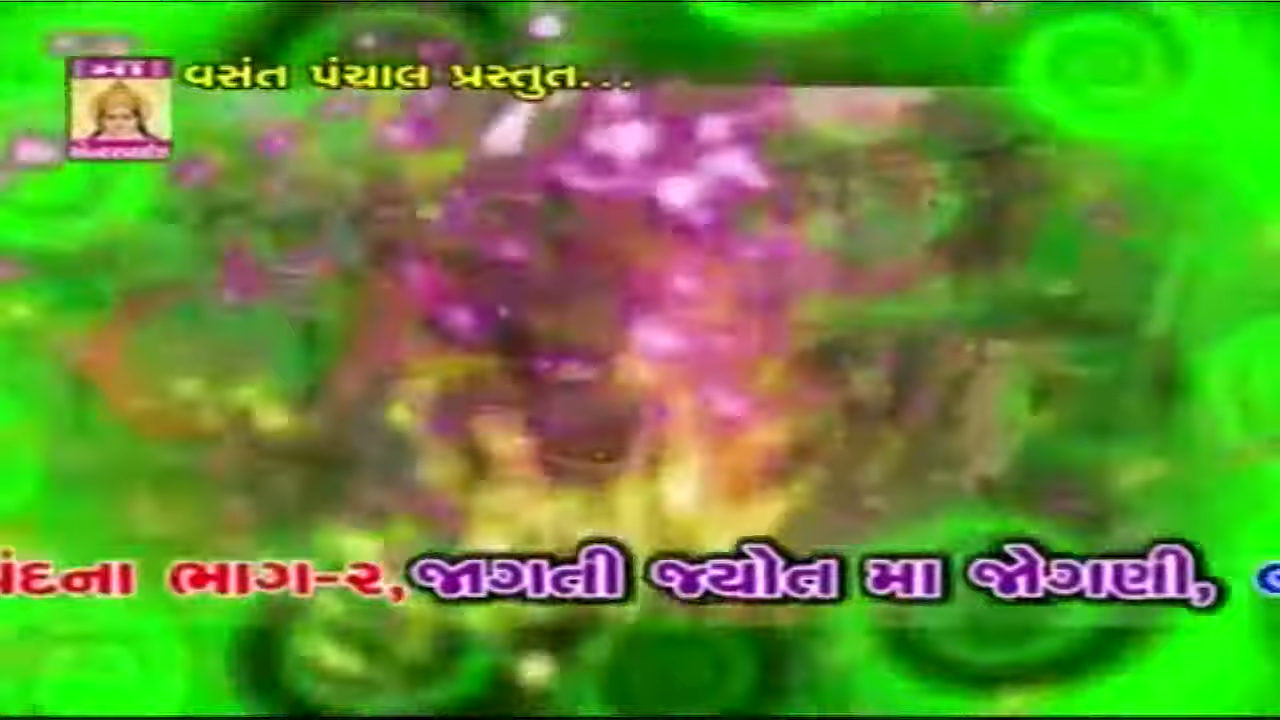 મા
વસંત પંચાલ પ્રસ્તુત...
ના ભાગ-૨, જાગતી જ્યોત મા જોગણી,